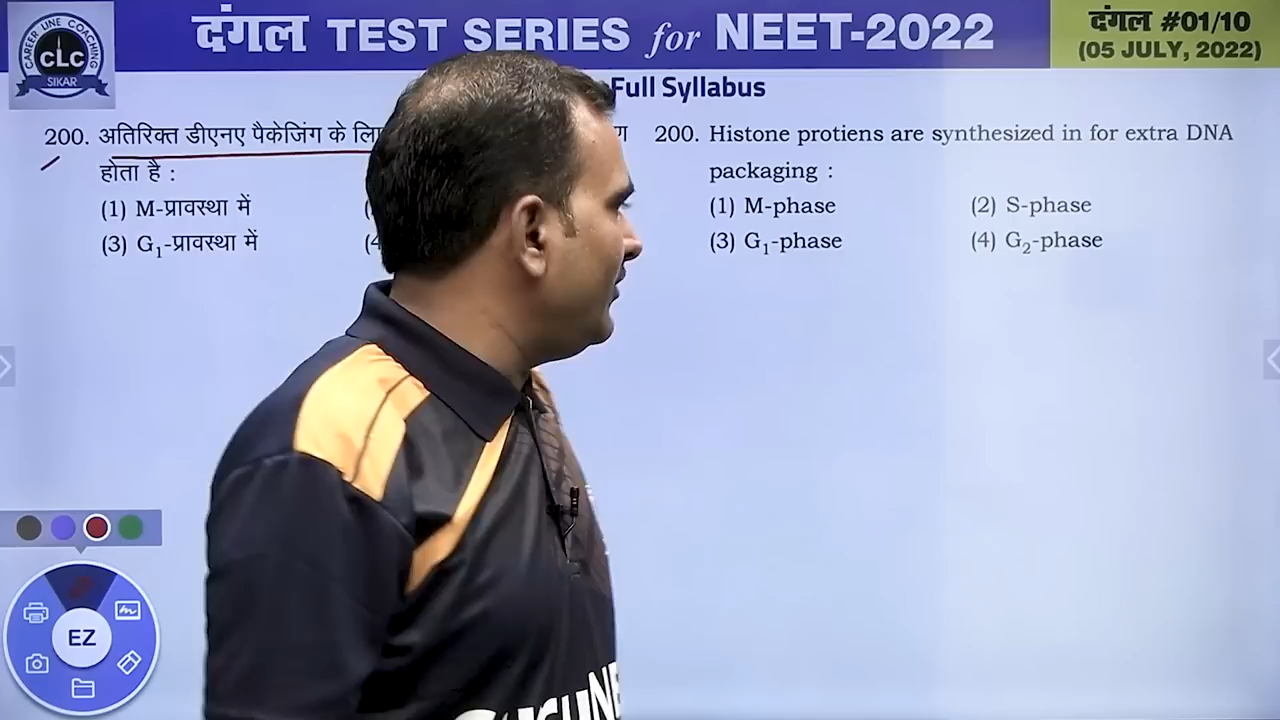 CAREER LINE COACHING
CLC
SIKAR
दंगल TEST SERIES for NEET-2022
दंगल #01/10
(05 JULY, 2022)
Full Syllabus
200. अतिरिक्त डीएनए पैकेजिंग के
होता है :
(1) M-प्रावस्था में
(3) G₁-प्रावस्था में (4
200. Histone protiens are synthesized in for extra DNA
packaging :
(1) M-phase (2) S-phase
(3) G₁-phase (4) G₂-phase
EZ